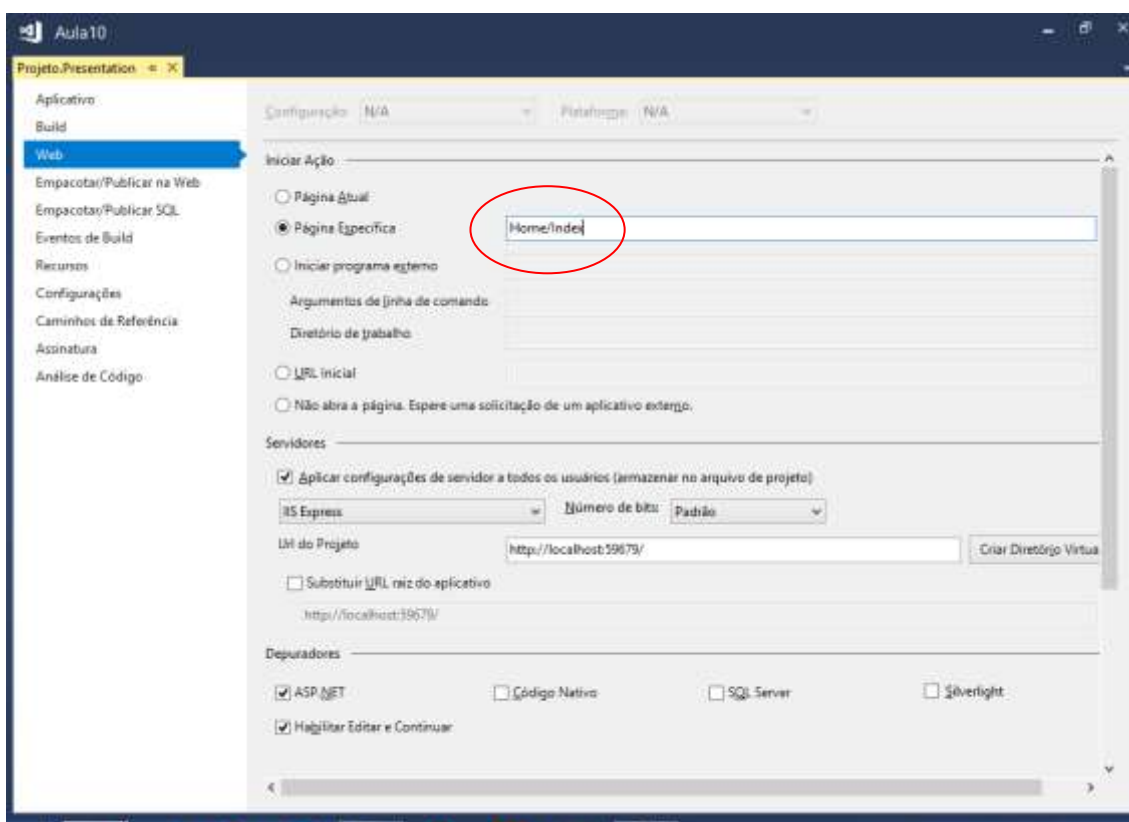 Aula10
Projeto.Presentation
Aplicativo
Build
Web
Empacotar/Publicar na Web
Empacotar/Publicar SQL
Eventos de Build
Recursos
Configurações
Caminhos de Referência
Assinatura
Análise de Código
Configuração: N/A Plataforma: N/A
Iniciar Ação
Página Atual
Página Específica Home/Index
Iniciar programa externo
Argumentos de linha de comando
Diretório de trabalho
URL inicial
Não abra a página. Espere uma solicitação de um aplicativo externo.
Servidores
Aplicar configurações de servidor a todos os usuários (armazenar no arquivo de projeto)
IIS Express Número de bits: Padrão
Url do Projeto http://localhost:59679/ Criar Diretório Virtua
Substituir URL raiz do aplicativo
http://localhost:59679/
Depuradores
ASP.NET Código Nativo SQL Server Silverlight
Habilitar Editar e Continuar